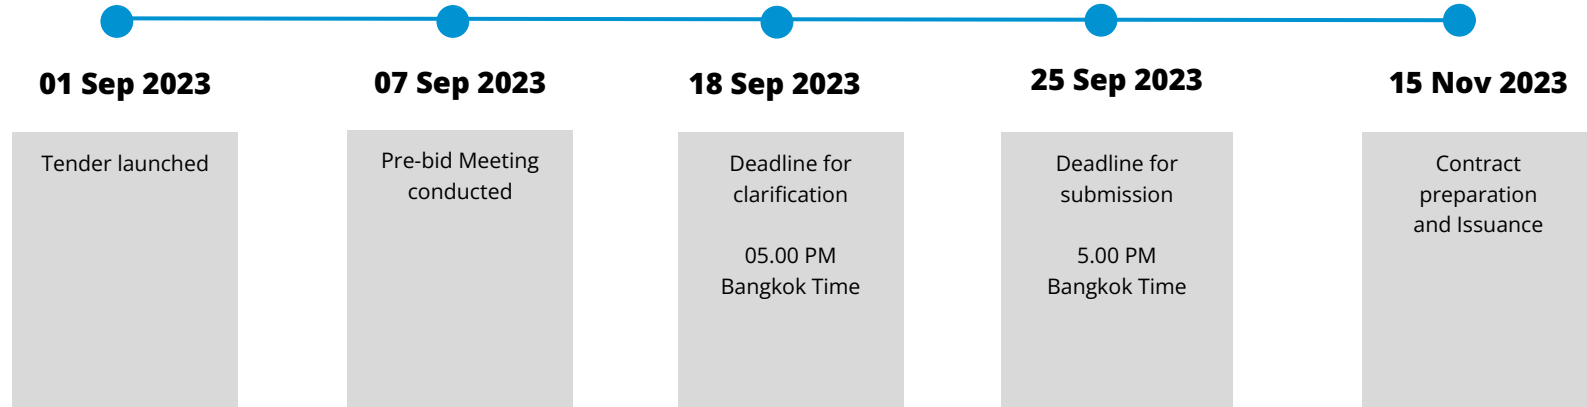 01 Sep 2023
Tender launched
07 Sep 2023
Pre-bid Meeting
conducted
18 Sep 2023
Deadline for
clarification
05.00 PM
Bangkok Time
25 Sep 2023
Deadline for
submission
5.00 PM
Bangkok Time
15 Nov 2023
Contract
preparation
and Issuance